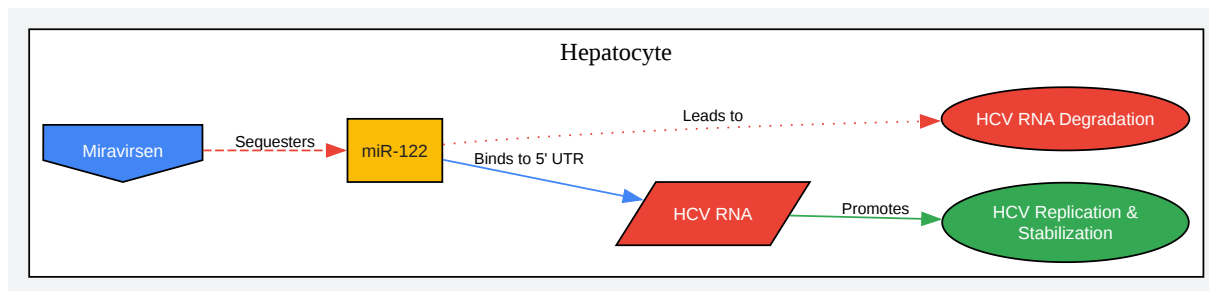 Hepatocyte
Miravirsen
Sequesters
miR-122
Leads to
Binds to 5' UTR
HCV RNA Degradation
HCV RNA
Promotes
HCV Replication &
Stabilization